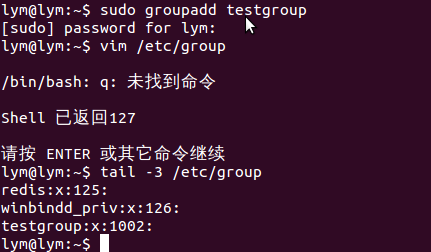 lym@lym:~$ sudo groupadd testgroup
[sudo] password for lym:
lym@lym:~$ vim /etc/group
/bin/bash: q: 未找到命令
Shell 已返回127
请按 ENTER 或其它命令继续
lym@lym:~$ tail -3 /etc/group
redis:x:125:
winbindd_priv:x:126:
testgroup:x:1002:
lym@lym:~$